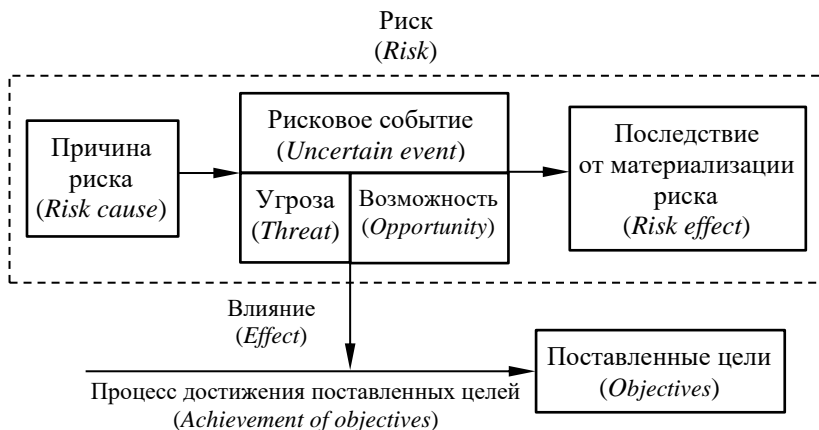 Риск
(Risk)
Причина
риска
(Risk cause)
Рисковое событие
(Uncertain event)
Угроза
(Threat)
Возможность
(Opportunity)
Последствие
от материализации
риска
(Risk effect)
Влияние
(Effect)
Процесс достижения поставленных целей
(Achievement of objectives)
Поставленные цели
(Objectives)